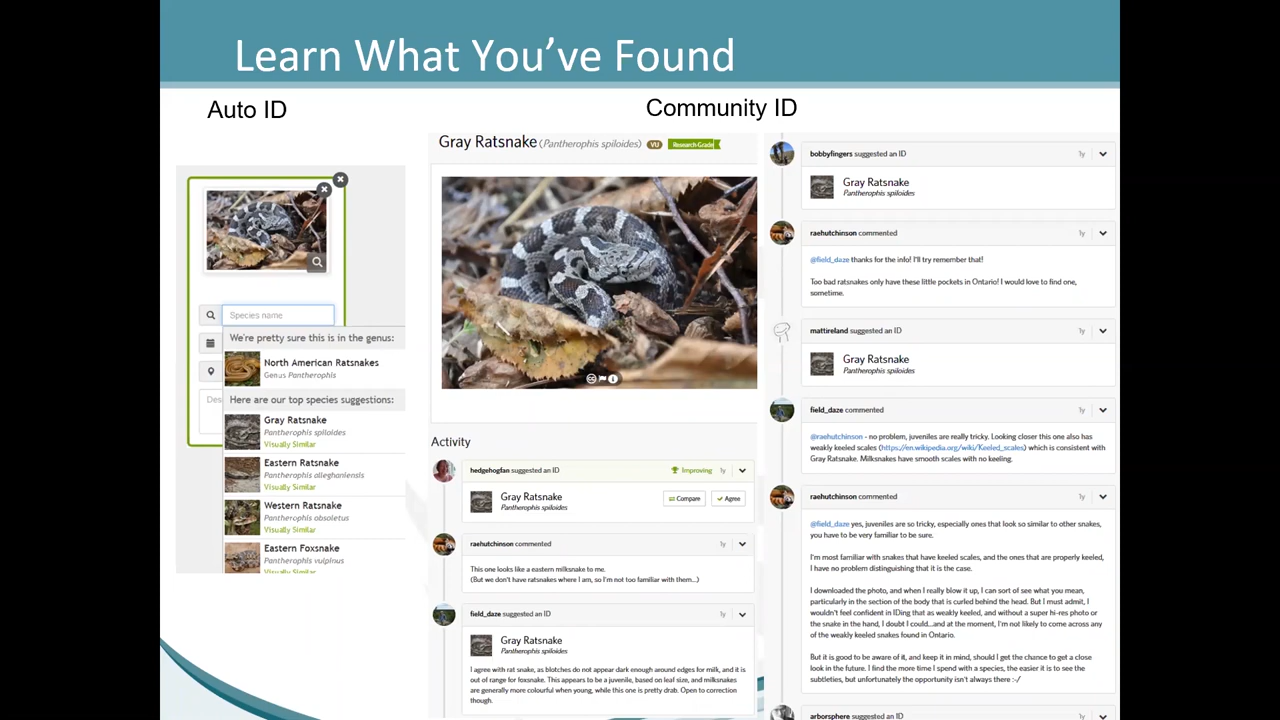 Learn What You've Found
Auto ID
Species name
We're pretty sure this is in the genus:
North American Ratsnakes
Genus Pantherophis
Here are our top species suggestions:
Gray Ratsnake
Pantherophis spiloides
Visually Similar
Eastern Ratsnake
Pantherophis alleghaniensis
Visually Similar
Western Ratsnake
Pantherophis obsoletus
Visually Similar
Eastern Foxsnake
Pantherophis vulpinus
Visually Similar
Des
Community ID
Gray Ratsnake (Pantherophis spiloides) VU Research Grade
Activity
hedgehogfan suggested an ID Improving 1y
Gray Ratsnake
Pantherophis spiloides
Compare Agree
raehutchinson commented 1y
This one looks like a eastern milksnake to me.
(But we don't have ratsnakes where I am, so I'm not too familiar with them...)
field_daze suggested an ID 1y
Gray Ratsnake
Pantherophis spiloides
I agree with rat snake, as blotches do not appear dark enough around edges for milk, and it is
out of range for foxsnake. This appears to be a juvenile, based on leaf size, and milksnakes
are generally more colourful when young, while this one is pretty drab. Open to correction
though.
bobbyfingers suggested an ID 1y
Gray Ratsnake
Pantherophis spiloides
raehutchinson commented 1y
@field_daze thanks for the info! I'll try remember that!
Too bad ratsnakes only have these little pockets in Ontario! I would love to find one,
sometime.
mattireland suggested an ID 1y
Gray Ratsnake
Pantherophis spiloides
field_daze commented 1y
@raehutchinson - no problem, juveniles are really tricky. Looking closer this one also has
weakly keeled scales (https://en.wikipedia.org/wiki/Keeled_scales) which is consistent with
Gray Ratsnake. Milksnakes have smooth scales with no keeling.
raehutchinson commented 1y
@field_daze yes, juveniles are so tricky, especially ones that look so similar to other snakes,
you have to be very familiar to be sure.
I'm most familiar with snakes that have keeled scales, and the ones that are properly keeled,
I have no problem distinguishing that it is the case.
I downloaded the photo, and when I really blow it up, I can sort of see what you mean,
particularly in the section of the body that is curled behind the head. But I must admit, I
wouldn't feel confident in IDing that as weakly keeled, and without a super hi-res photo or
the snake in the hand, I doubt I could...and at the moment, I'm not likely to come across any
of the weakly keeled snakes found in Ontario.
But it is good to be aware of it, and keep it in mind, should I get the chance to get a close
look in the future. I find the more time I spend with a species, the easier it is to see the
subtleties, but unfortunately the opportunity isn't always there :-/
arborsphere suggested an ID 1y